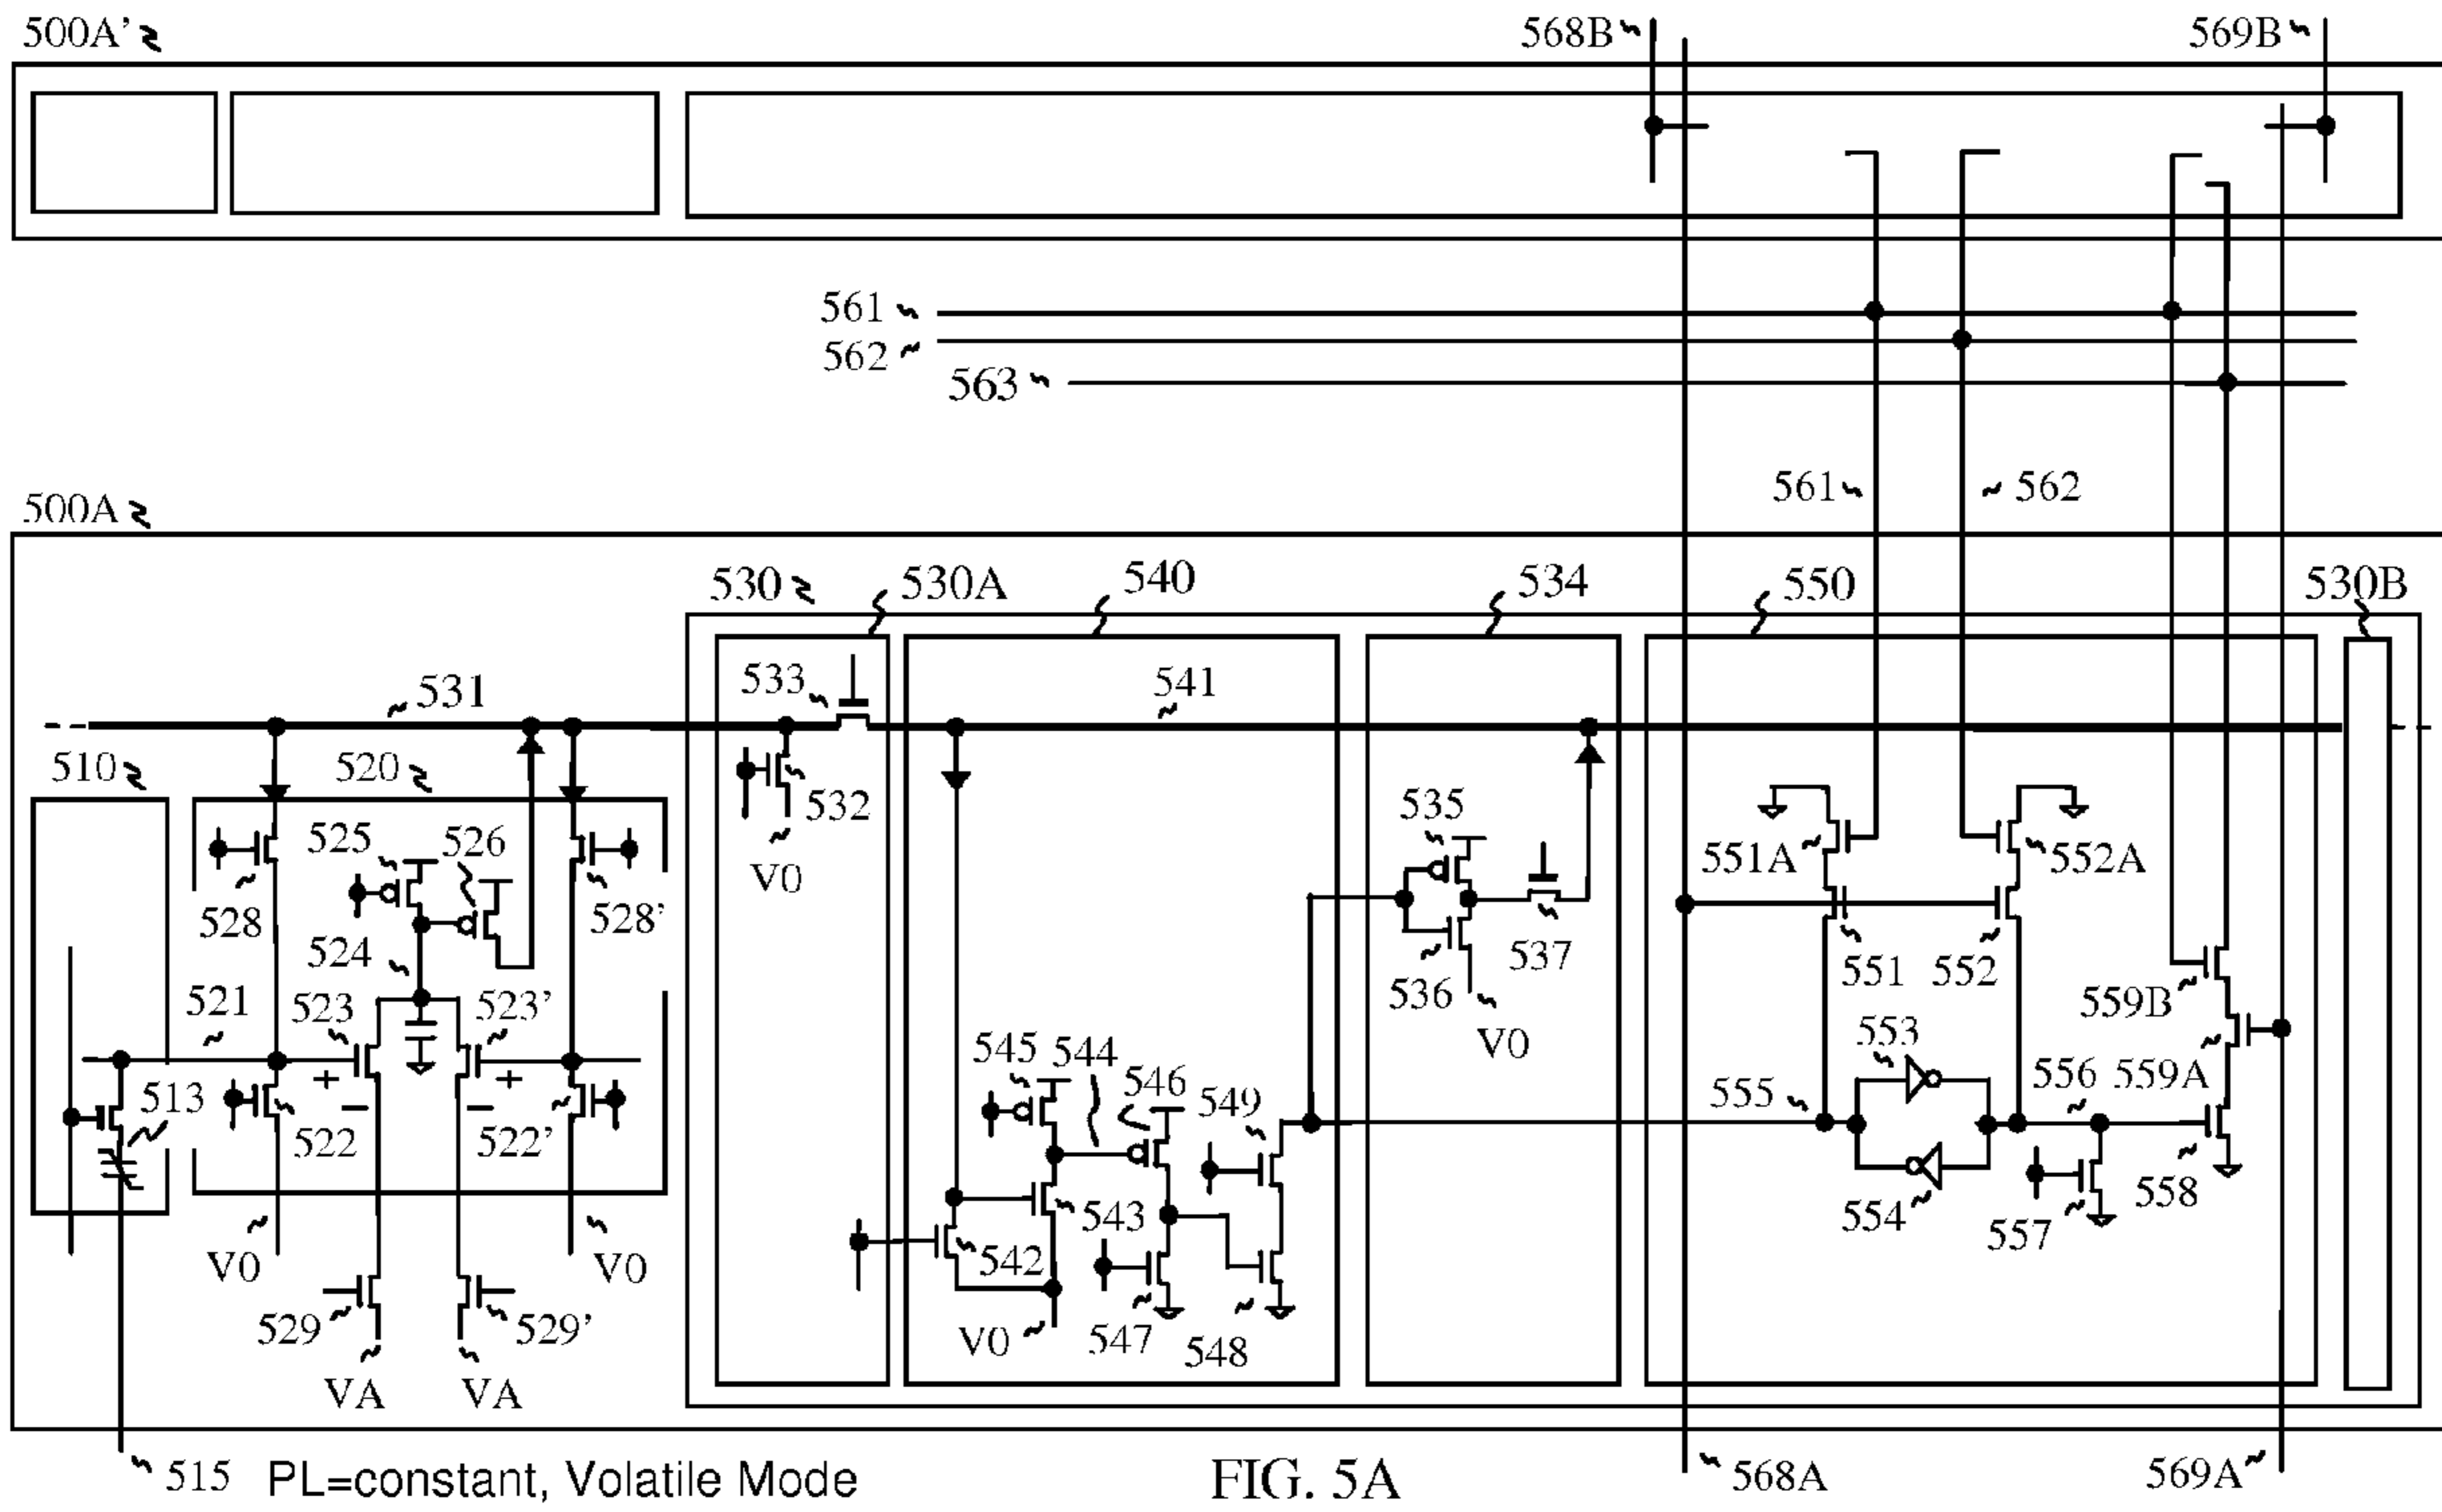 500A’
568B
569B
561
562
563
500A
561
562
530
530A
540
534
550
530B
531
533
541
510
520
532
V0
525
526
528
528’
524
535
551A
552A
537
536
V0
551
552
559B
521
523
523’
513
522
522’
545
544
546
549
555
553
556
559A
554
557
558
543
542
V0
V0
529
529’
V0
547
548
VA
VA
515
PL=constant, Volatile Mode
FIG. 5A
568A
569A
+
−
+
−